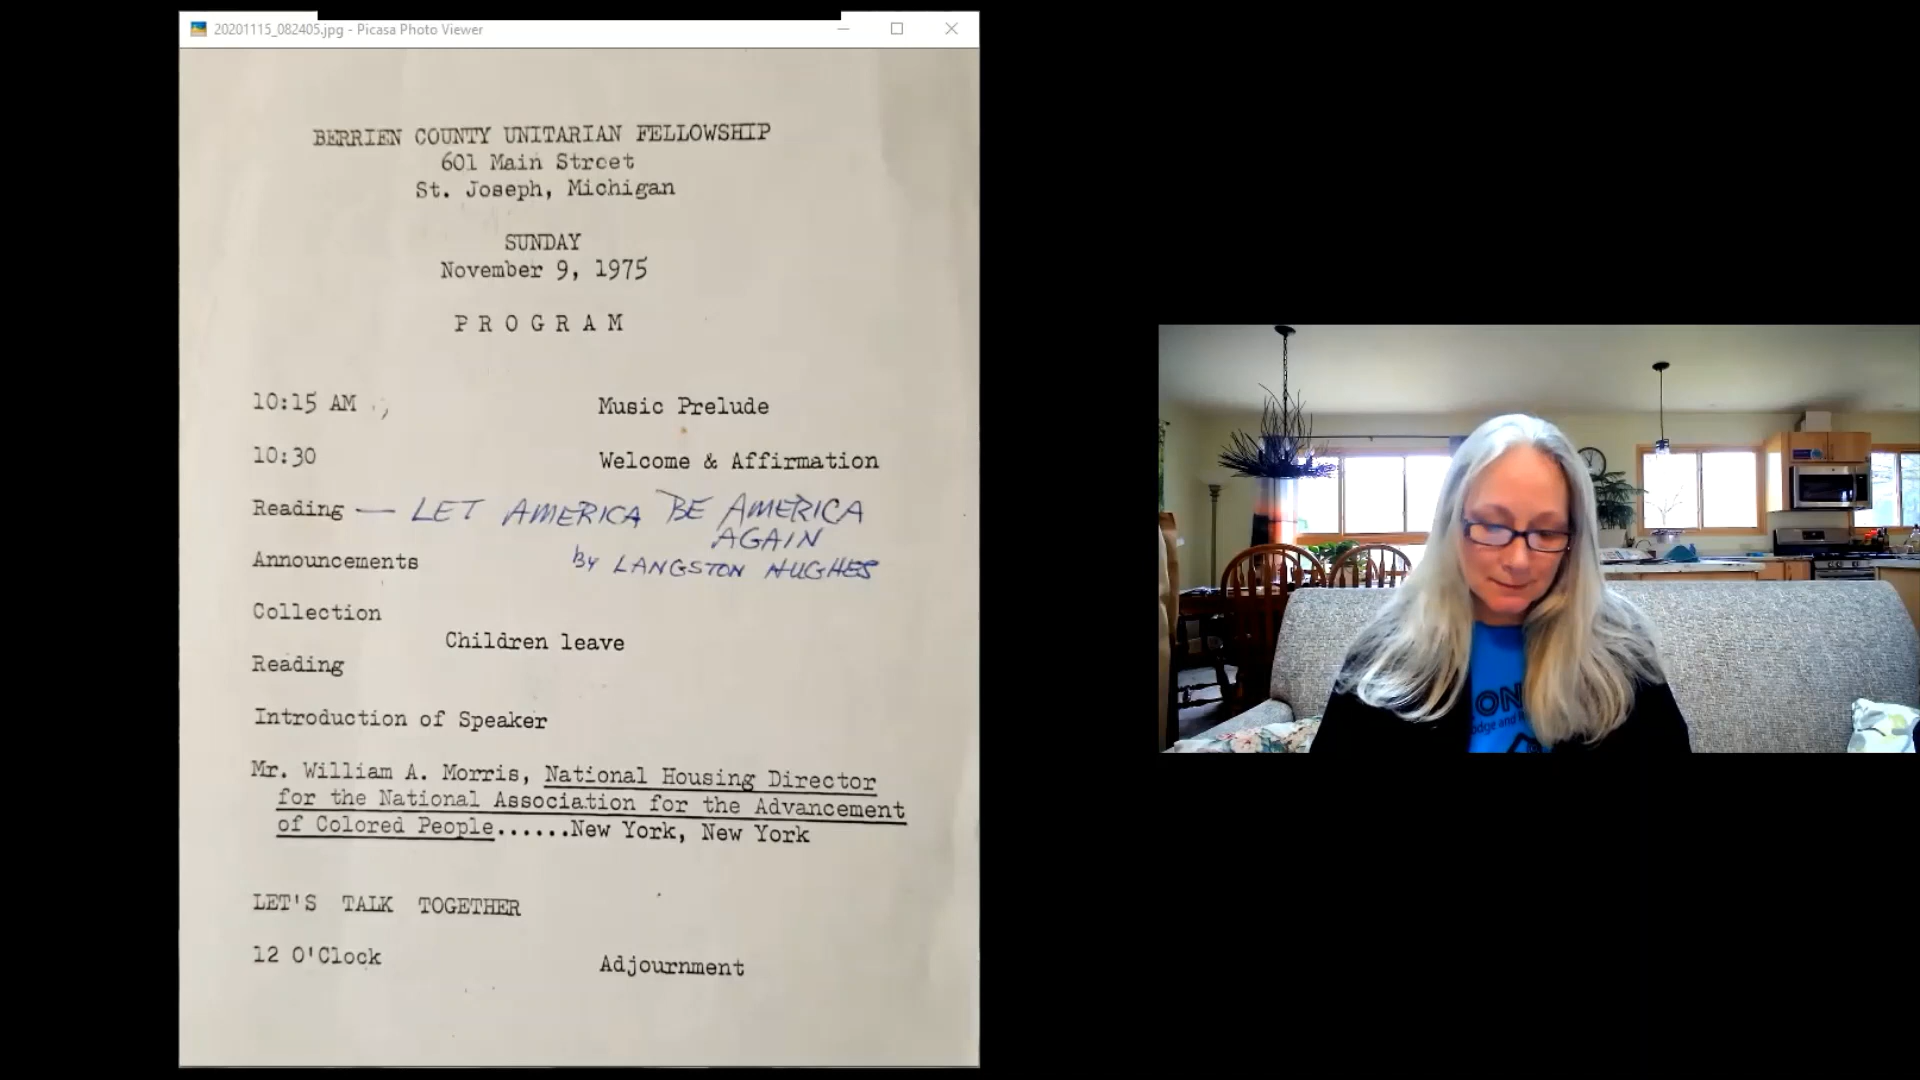 20201115_082405.jpg - Picasa Photo Viewer
BERRIEN COUNTY UNITARIAN FELLOWSHIP
601 Main Street
St. Joseph, Michigan
SUNDAY
November 9, 1975
PROGRAM
10:15 AM Music Prelude
10:30 Welcome & Affirmation
Reading — LET AMERICA BE AMERICA
AGAIN
Announcements by LANGSTON HUGHES
Collection
Children leave
Reading
Introduction of Speaker
Mr. William A. Morris, National Housing Director
for the National Association for the Advancement
of Colored People......New York, New York
LET'S TALK TOGETHER
12 O'Clock Adjournment
ON